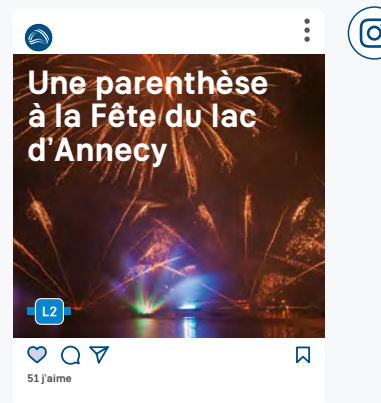 Une parenthèse
à la Fête du lac
d'Annecy
L2
51 j'aime